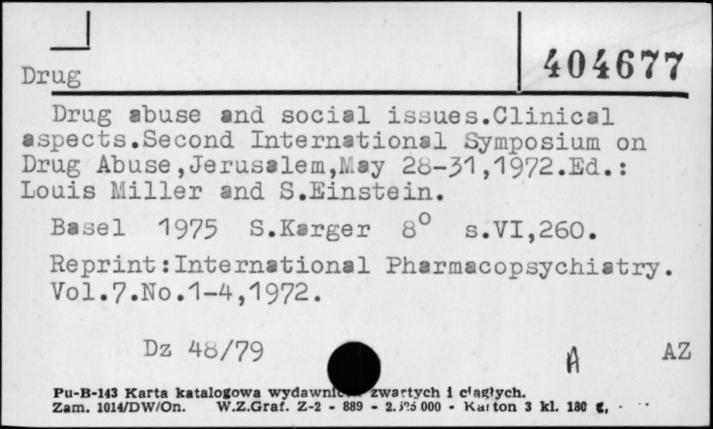 404677
Drug
Drug abuse and social issues.Clinical
aspects.Second International Symposium on
Drug Abuse,Jerusalem,May 28-31,1972.Ed.:
Louis Miller and S.Einstein.
Basel 1975 S.Karger 8° s.VI,260.
Reprint:International Pharmacopsychiatry.
Vol.7.No.1-4,1972.
Dz 48/79 A AZ
Pu-B-143 Karta katalogowa zwartych i ciągłych.
Zam. 1014/DW/On. W.Z.Graf. Z-2 - 889 - 000 - Karton 3 kl. 180